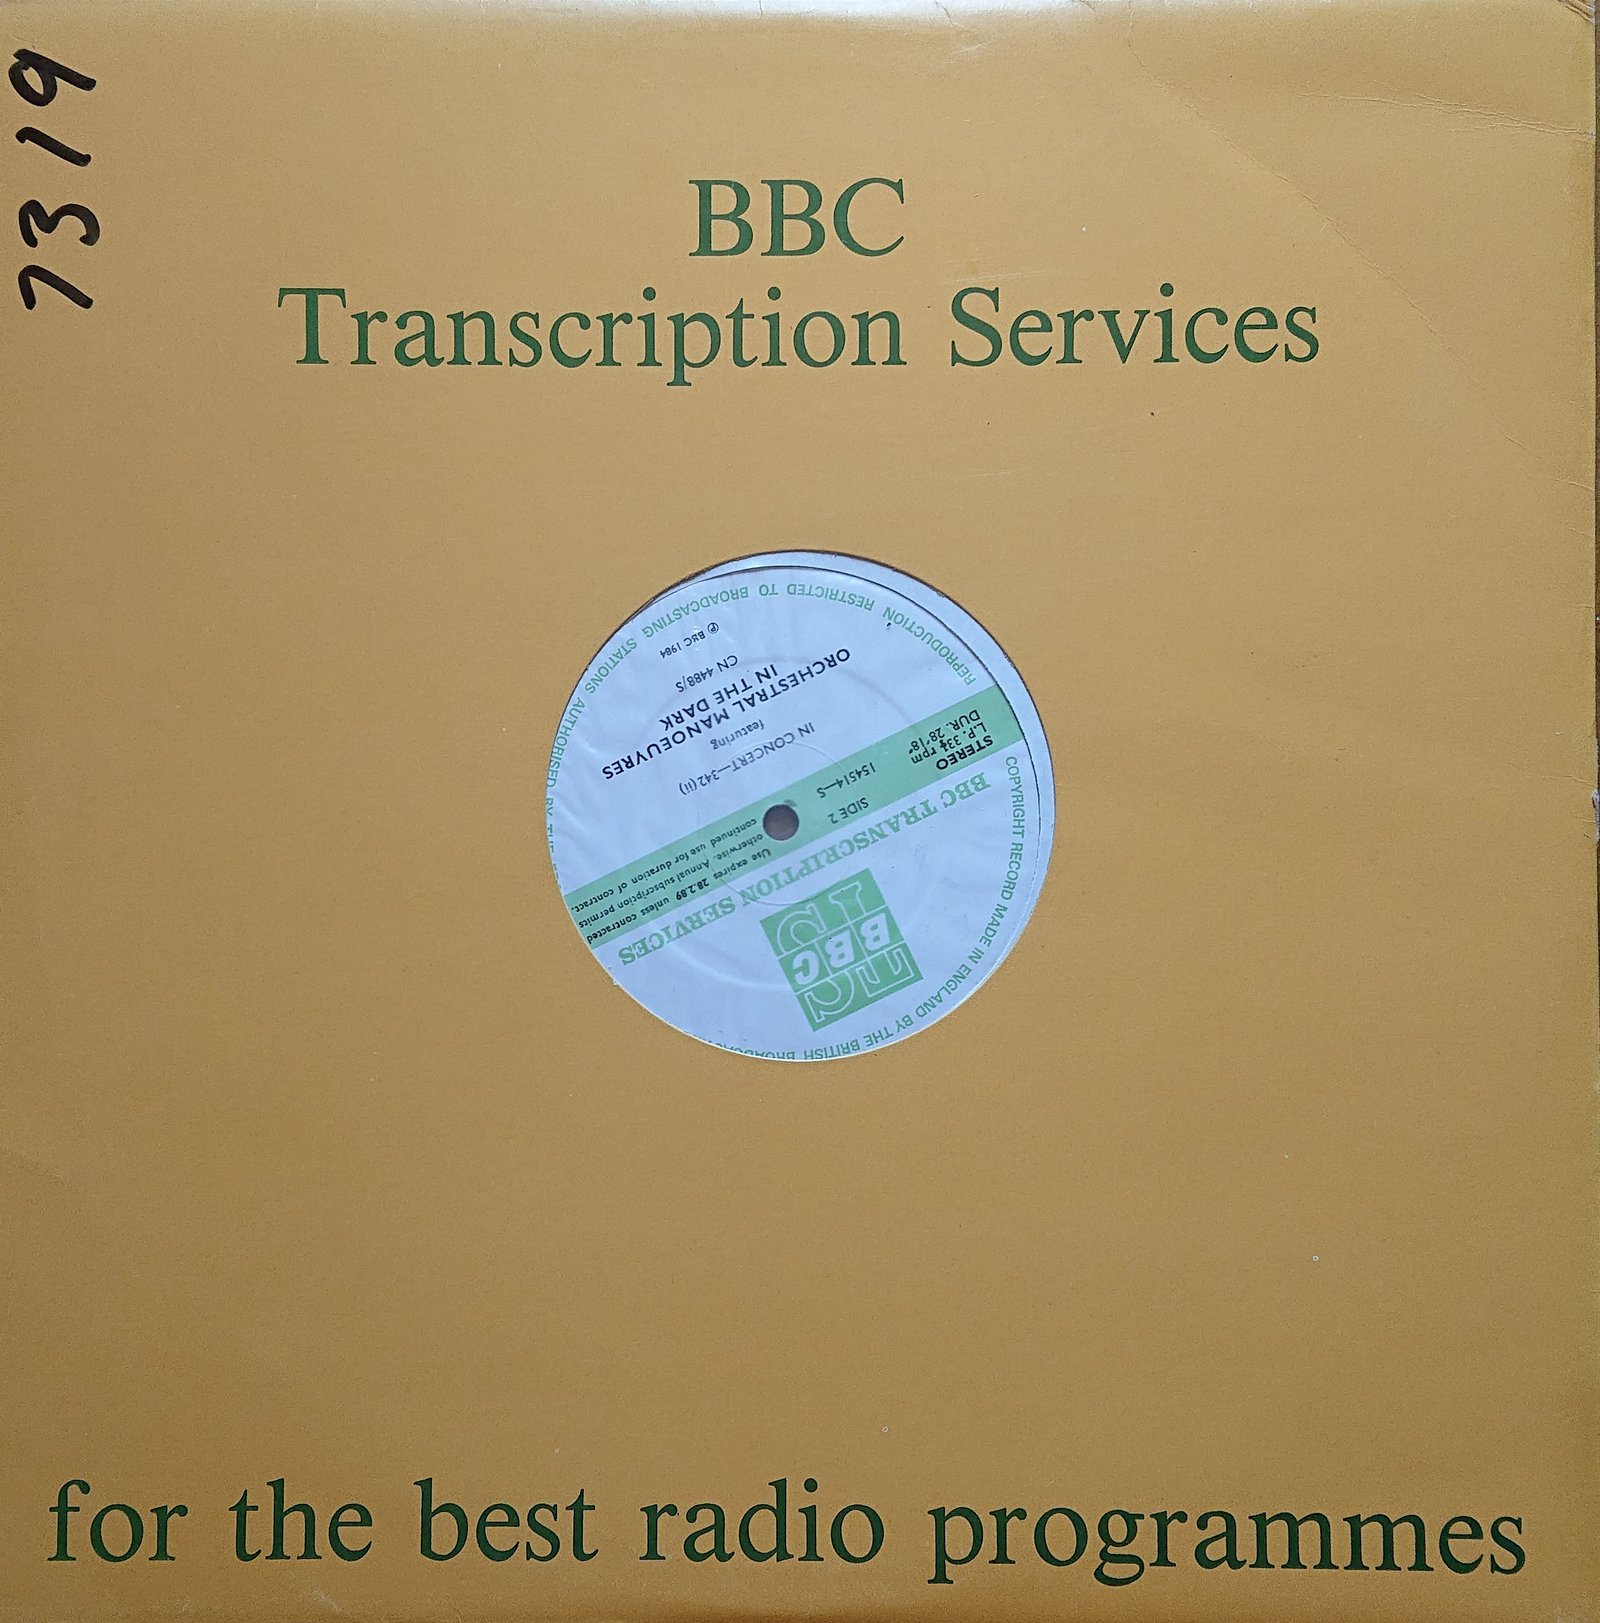 7319
BBC
Transcription Services
REPRODUCTION RESTRICTED TO BROADCASTING STATIONS AUTHORISED BY THE
COPYRIGHT RECORD MADE IN ENGLAND BY THE BRITISH
BBC
TS
BBC TRANSCRIPTION SERVICES
SIDE 2
154514—S
Use expires 28.2.89 unless contracted
otherwise. Annual subscription permits
continued use for duration of contract.
STEREO
L.P. 33⅓ rpm
DUR. 28'18"
IN CONCERT—342(ii)
featuring
ORCHESTRAL MANOEUVRES
IN THE DARK
CN 4488/S
℗ BBC 1984
for the best radio programmes